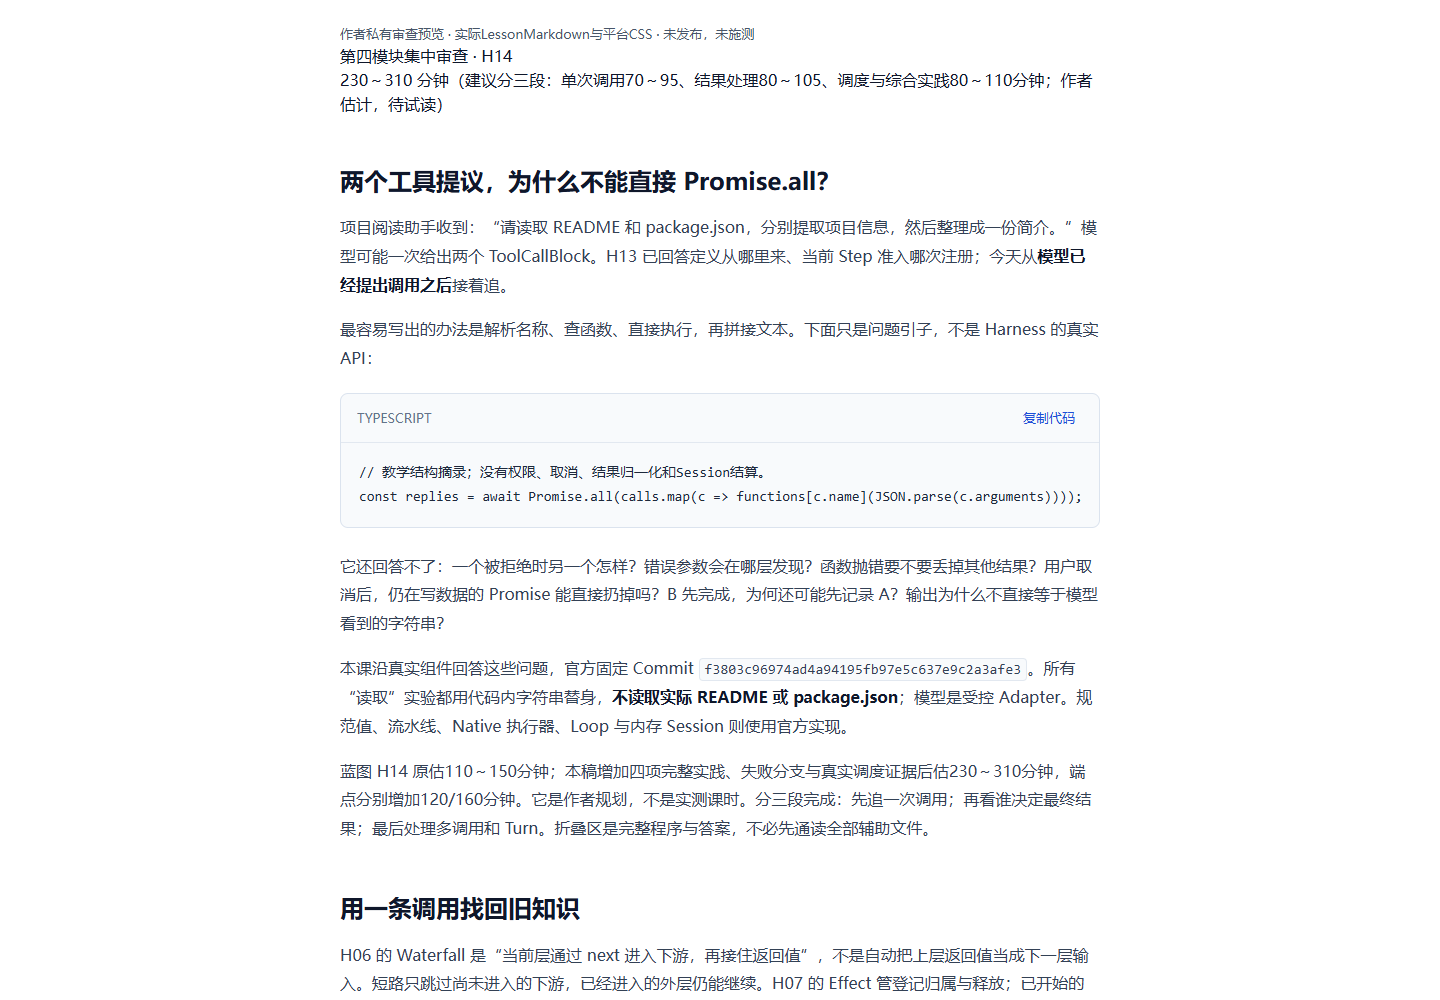 作者私有审查预览 · 实际LessonMarkdown与平台CSS · 未发布，未施测
第四模块集中审查 · H14
230～310 分钟（建议分三段：单次调用70～95、结果处理80～105、调度与综合实践80～110分钟；作者
估计，待试读）
两个工具提议，为什么不能直接 Promise.all？
项目阅读助手收到：“请读取 README 和 package.json，分别提取项目信息，然后整理成一份简介。”模
型可能一次给出两个 ToolCallBlock。H13 已回答定义从哪里来、当前 Step 准入哪次注册；今天从模型已
经提出调用之后接着追。
最容易写出的办法是解析名称、查函数、直接执行，再拼接文本。下面只是问题引子，不是 Harness 的真实
API：
TYPESCRIPT 复制代码
// 教学结构摘录；没有权限、取消、结果归一化和Session结算。
const replies = await Promise.all(calls.map(c => functions[c.name](JSON.parse(c.arguments))));
它还回答不了：一个被拒绝时另一个怎样？错误参数会在哪层发现？函数抛错要不要丢掉其他结果？用户取
消后，仍在写数据的 Promise 能直接扔掉吗？B 先完成，为何还可能先记录 A？输出为什么不直接等于模型
看到的字符串？
本课沿真实组件回答这些问题，官方固定 Commit f3803c96974ad4a94195fb97e5c637e9c2a3afe3。所有
“读取”实验都用代码内字符串替身，不读取实际 README 或 package.json；模型是受控 Adapter。规
范值、流水线、Native 执行器、Loop 与内存 Session 则使用官方实现。
蓝图 H14 原估110～150分钟；本稿增加四项完整实践、失败分支与真实调度证据后估230～310分钟，端
点分别增加120/160分钟。它是作者规划，不是实测课时。分三段完成：先追一次调用；再看谁决定最终结
果；最后处理多调用和 Turn。折叠区是完整程序与答案，不必先通读全部辅助文件。
用一条调用找回旧知识
H06 的 Waterfall 是“当前层通过 next 进入下游，再接住返回值”，不是自动把上层返回值当成下一层输
入。短路只跳过尚未进入的下游，已经进入的外层仍能继续。H07 的 Effect 管登记归属与释放；已开始的